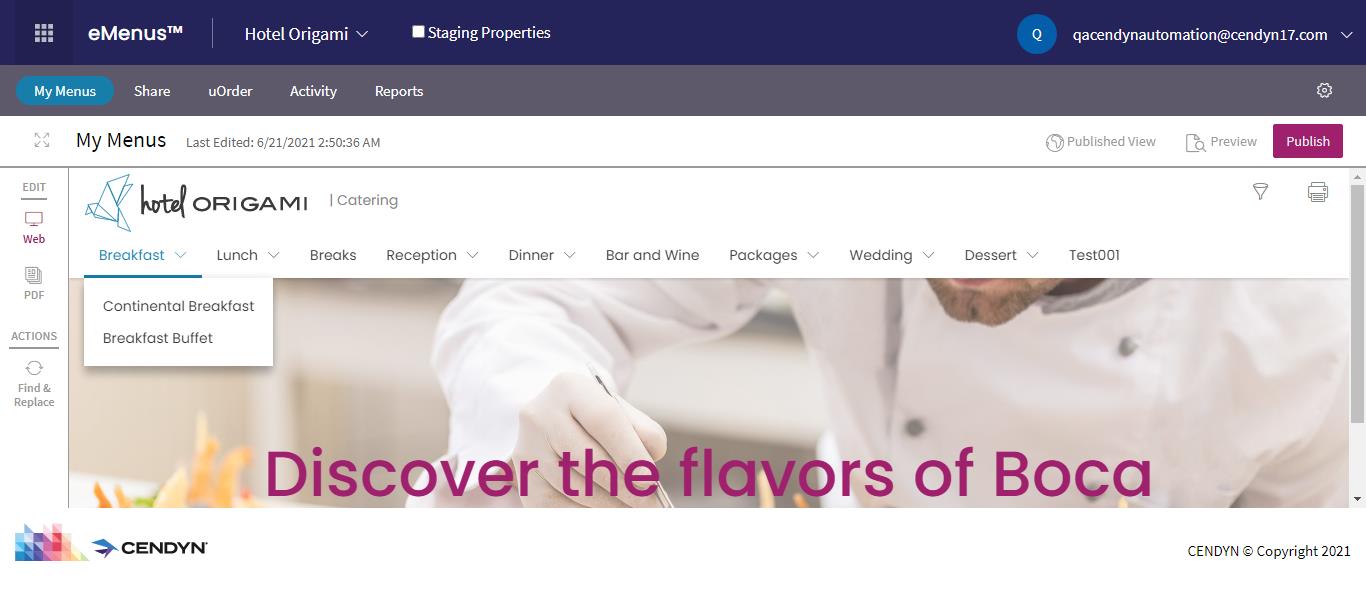 eMenus™ Hotel Origami Staging Properties Q qacendynautomation@cendyn17.com
My Menus Share uOrder Activity Reports
My Menus Last Edited: 6/21/2021 2:50:36 AM Published View Preview Publish
EDIT
Web
PDF
ACTIONS
Find &
Replace
hotel ORIGAMI | Catering
Breakfast Lunch Breaks Reception Dinner Bar and Wine Packages Wedding Dessert Test001
Continental Breakfast
Breakfast Buffet
Discover the flavors of Boca
CENDYN CENDYN © Copyright 2021